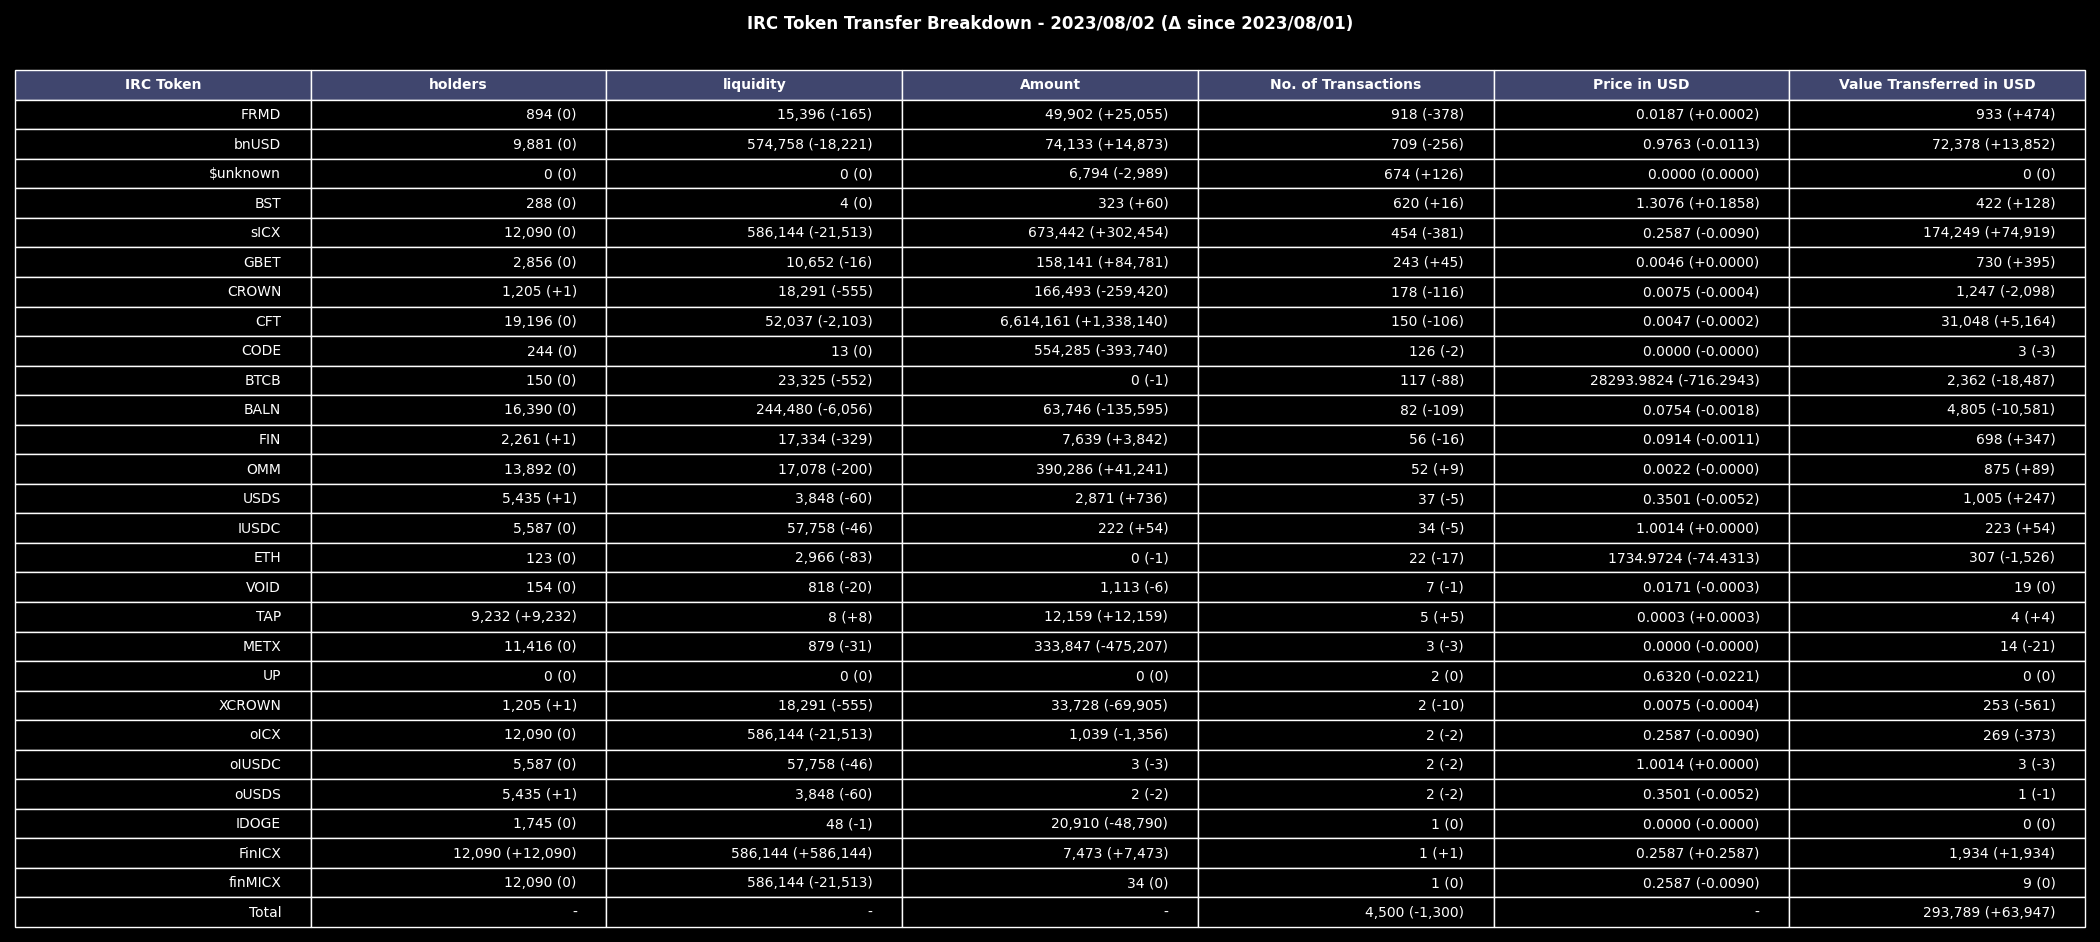 IRC Token Transfer Breakdown - 2023/08/02 (Δ since 2023/08/01)
IRC Token holders liquidity Amount No. of Transactions Price in USD Value Transferred in USD
FRMD 894 (0) 15,396 (-165) 49,902 (+25,055) 918 (-378) 0.0187 (+0.0002) 933 (+474)
bnUSD 9,881 (0) 574,758 (-18,221) 74,133 (+14,873) 709 (-256) 0.9763 (-0.0113) 72,378 (+13,852)
$unknown 0 (0) 0 (0) 6,794 (-2,989) 674 (+126) 0.0000 (0.0000) 0 (0)
BST 288 (0) 4 (0) 323 (+60) 620 (+16) 1.3076 (+0.1858) 422 (+128)
sICX 12,090 (0) 586,144 (-21,513) 673,442 (+302,454) 454 (-381) 0.2587 (-0.0090) 174,249 (+74,919)
GBET 2,856 (0) 10,652 (-16) 158,141 (+84,781) 243 (+45) 0.0046 (+0.0000) 730 (+395)
CROWN 1,205 (+1) 18,291 (-555) 166,493 (-259,420) 178 (-116) 0.0075 (-0.0004) 1,247 (-2,098)
CFT 19,196 (0) 52,037 (-2,103) 6,614,161 (+1,338,140) 150 (-106) 0.0047 (-0.0002) 31,048 (+5,164)
CODE 244 (0) 13 (0) 554,285 (-393,740) 126 (-2) 0.0000 (-0.0000) 3 (-3)
BTCB 150 (0) 23,325 (-552) 0 (-1) 117 (-88) 28293.9824 (-716.2943) 2,362 (-18,487)
BALN 16,390 (0) 244,480 (-6,056) 63,746 (-135,595) 82 (-109) 0.0754 (-0.0018) 4,805 (-10,581)
FIN 2,261 (+1) 17,334 (-329) 7,639 (+3,842) 56 (-16) 0.0914 (-0.0011) 698 (+347)
OMM 13,892 (0) 17,078 (-200) 390,286 (+41,241) 52 (+9) 0.0022 (-0.0000) 875 (+89)
USDS 5,435 (+1) 3,848 (-60) 2,871 (+736) 37 (-5) 0.3501 (-0.0052) 1,005 (+247)
IUSDC 5,587 (0) 57,758 (-46) 222 (+54) 34 (-5) 1.0014 (+0.0000) 223 (+54)
ETH 123 (0) 2,966 (-83) 0 (-1) 22 (-17) 1734.9724 (-74.4313) 307 (-1,526)
VOID 154 (0) 818 (-20) 1,113 (-6) 7 (-1) 0.0171 (-0.0003) 19 (0)
TAP 9,232 (+9,232) 8 (+8) 12,159 (+12,159) 5 (+5) 0.0003 (+0.0003) 4 (+4)
METX 11,416 (0) 879 (-31) 333,847 (-475,207) 3 (-3) 0.0000 (-0.0000) 14 (-21)
UP 0 (0) 0 (0) 0 (0) 2 (0) 0.6320 (-0.0221) 0 (0)
XCROWN 1,205 (+1) 18,291 (-555) 33,728 (-69,905) 2 (-10) 0.0075 (-0.0004) 253 (-561)
oICX 12,090 (0) 586,144 (-21,513) 1,039 (-1,356) 2 (-2) 0.2587 (-0.0090) 269 (-373)
oIUSDC 5,587 (0) 57,758 (-46) 3 (-3) 2 (-2) 1.0014 (+0.0000) 3 (-3)
oUSDS 5,435 (+1) 3,848 (-60) 2 (-2) 2 (-2) 0.3501 (-0.0052) 1 (-1)
IDOGE 1,745 (0) 48 (-1) 20,910 (-48,790) 1 (0) 0.0000 (-0.0000) 0 (0)
FinICX 12,090 (+12,090) 586,144 (+586,144) 7,473 (+7,473) 1 (+1) 0.2587 (+0.2587) 1,934 (+1,934)
finMICX 12,090 (0) 586,144 (-21,513) 34 (0) 1 (0) 0.2587 (-0.0090) 9 (0)
Total - - - 4,500 (-1,300) - 293,789 (+63,947)